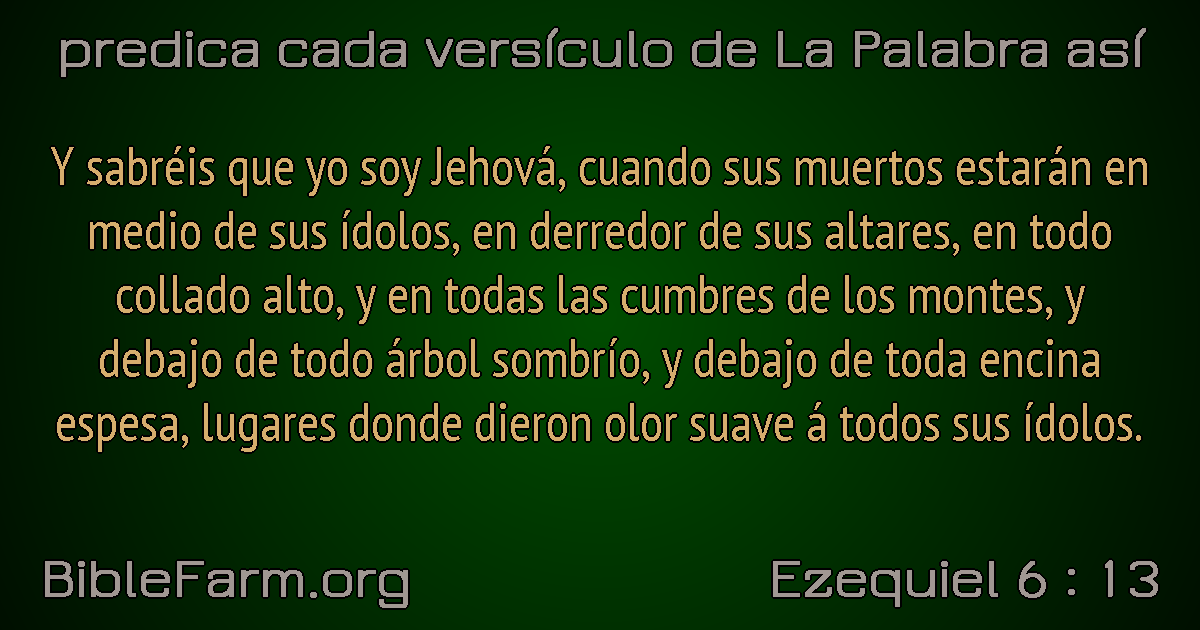 predica cada versículo de La Palabra así
Y sabréis que yo soy Jehová, cuando sus muertos estarán en
medio de sus ídolos, en derredor de sus altares, en todo
collado alto, y en todas las cumbres de los montes, y
debajo de todo árbol sombrío, y debajo de toda encina
espesa, lugares donde dieron olor suave á todos sus ídolos.
BibleFarm.org
Ezequiel 6 : 13